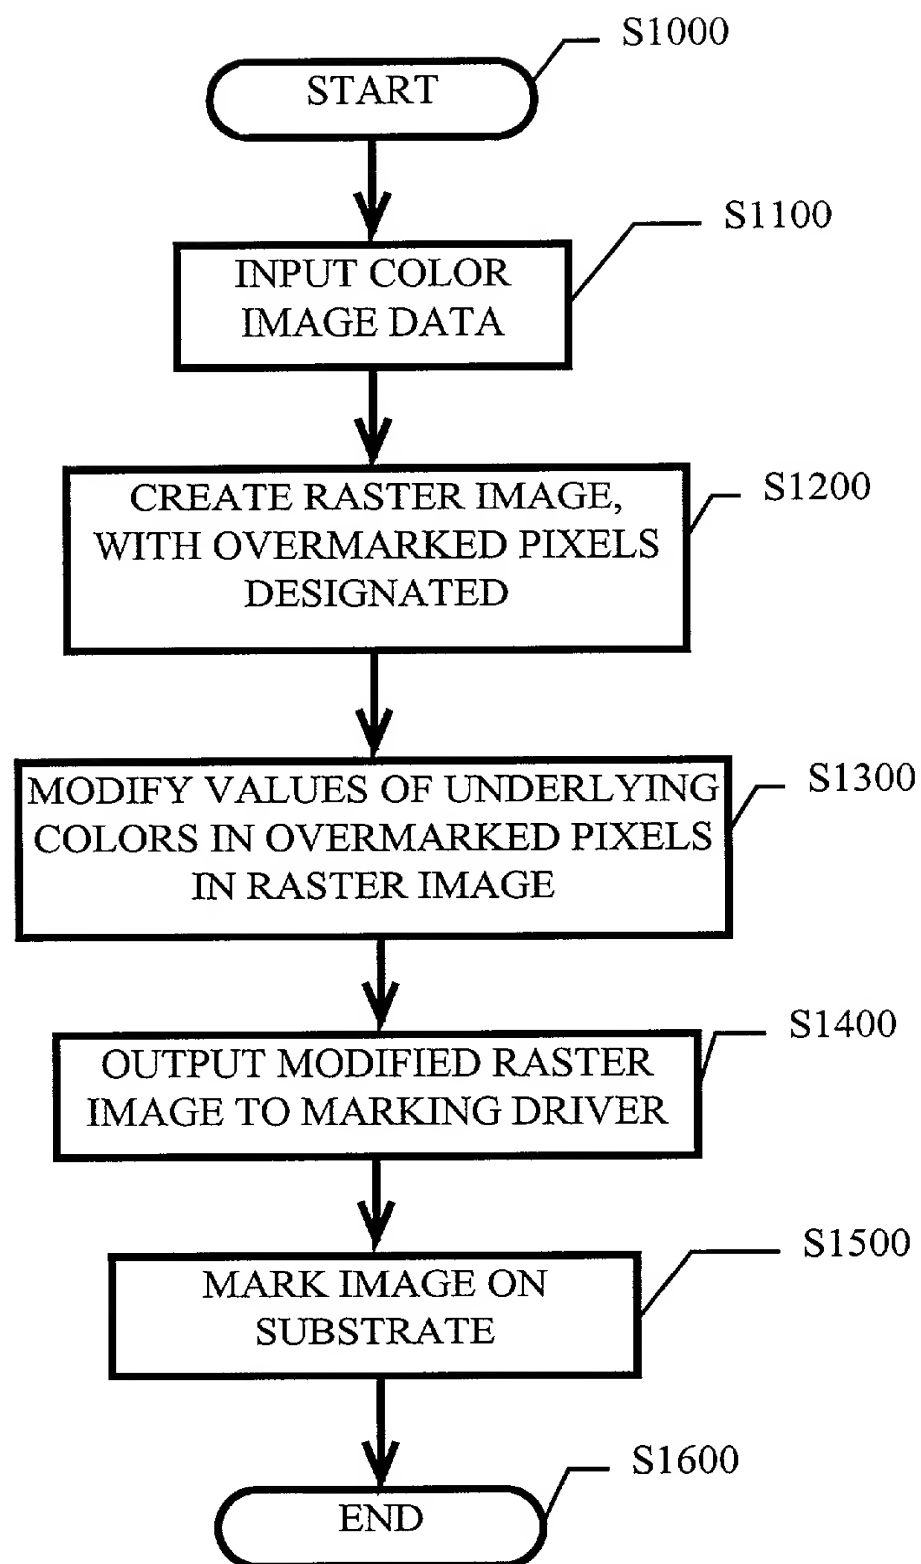 S1000
START
S1100
INPUT COLOR
IMAGE DATA
S1200
CREATE RASTER IMAGE,
WITH OVERMARKED PIXELS
DESIGNATED
S1300
MODIFY VALUES OF UNDERLYING
COLORS IN OVERMARKED PIXELS
IN RASTER IMAGE
S1400
OUTPUT MODIFIED RASTER
IMAGE TO MARKING DRIVER
S1500
MARK IMAGE ON
SUBSTRATE
S1600
END